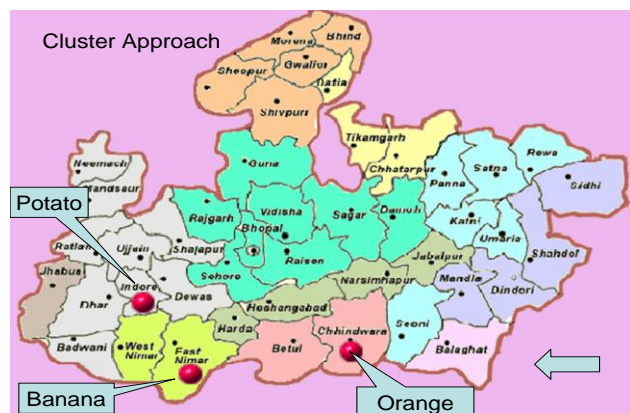 Cluster Approach
Morena
Bhind
Gwalior
Sheopur
Datia
Shivpuri
Tikamgarh
Chhatarpur
Neemach
Mandsaur
Guna
Panna
Satna
Rewa
Sidhi
Potato
Rajgarh
Vidisha
Sagar
Damoh
Katni
Umaria
Shahdol
Ratlam
Ujjain
Shajapur
Bhopal
Raisen
Jabalpur
Jhabua
Indore
Dewas
Sehore
Narsimhapur
Mandla
Dindori
Dhar
Hoshangabad
Harda
Chhindwara
Seoni
Badwani
West
Nimar
East
Nimar
Betul
Balaghat
Banana
Orange